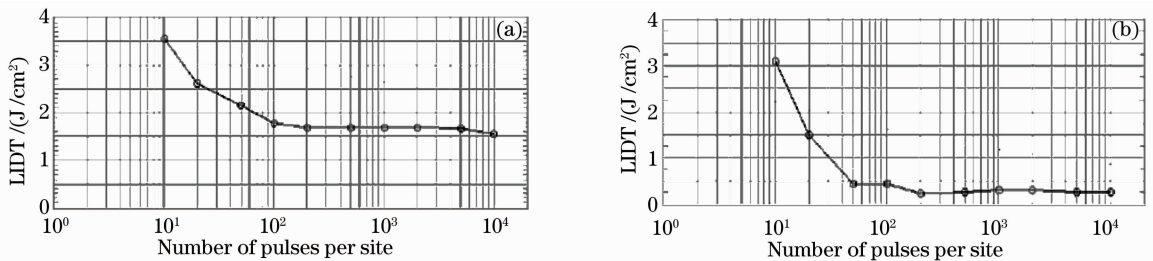 (a)
LIDT /(J /cm²)
4
3
2
1
0
10⁰ 10¹ 10² 10³ 10⁴
Number of pulses per site
(b)
LIDT /(J /cm²)
4
3
2
1
0
10⁰ 10¹ 10² 10³ 10⁴
Number of pulses per site